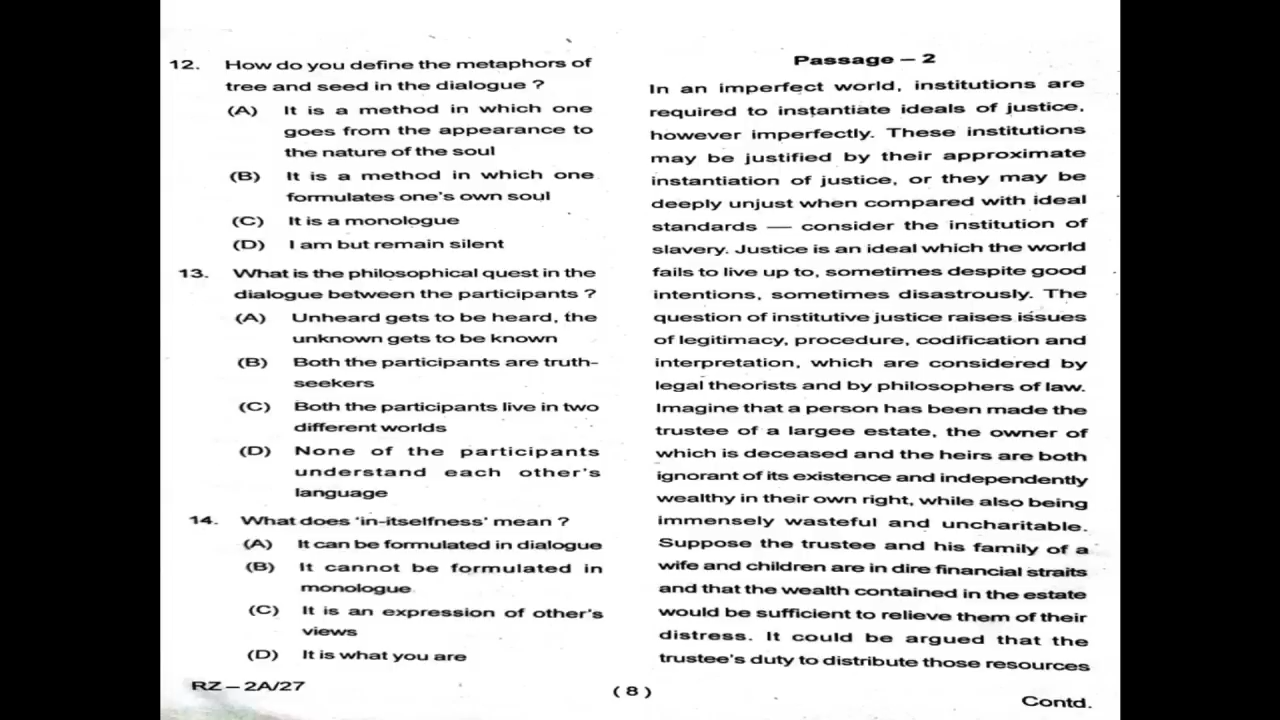 12. How do you define the metaphors of
tree and seed in the dialogue ?
(A) It is a method in which one
goes from the appearance to
the nature of the soul
(B) It is a method in which one
formulates one's own soul
(C) It is a monologue
(D) I am but remain silent
13. What is the philosophical quest in the
dialogue between the participants ?
(A) Unheard gets to be heard, the
unknown gets to be known
(B) Both the participants are truth-
seekers
(C) Both the participants live in two
different worlds
(D) None of the participants
understand each other's
language
14. What does 'in-itselfness' mean ?
(A) It can be formulated in dialogue
(B) It cannot be formulated in
monologue
(C) It is an expression of other's
views
(D) It is what you are
Passage – 2
In an imperfect world, institutions are
required to instantiate ideals of justice,
however imperfectly. These institutions
may be justified by their approximate
instantiation of justice, or they may be
deeply unjust when compared with ideal
standards — consider the institution of
slavery. Justice is an ideal which the world
fails to live up to, sometimes despite good
intentions, sometimes disastrously. The
question of institutive justice raises issues
of legitimacy, procedure, codification and
interpretation, which are considered by
legal theorists and by philosophers of law.
Imagine that a person has been made the
trustee of a largee estate, the owner of
which is deceased and the heirs are both
ignorant of its existence and independently
wealthy in their own right, while also being
immensely wasteful and uncharitable.
Suppose the trustee and his family of a
wife and children are in dire financial straits
and that the wealth contained in the estate
would be sufficient to relieve them of their
distress. It could be argued that the
trustee's duty to distribute those resources
RZ – 2A/27
( 8 )
Contd.